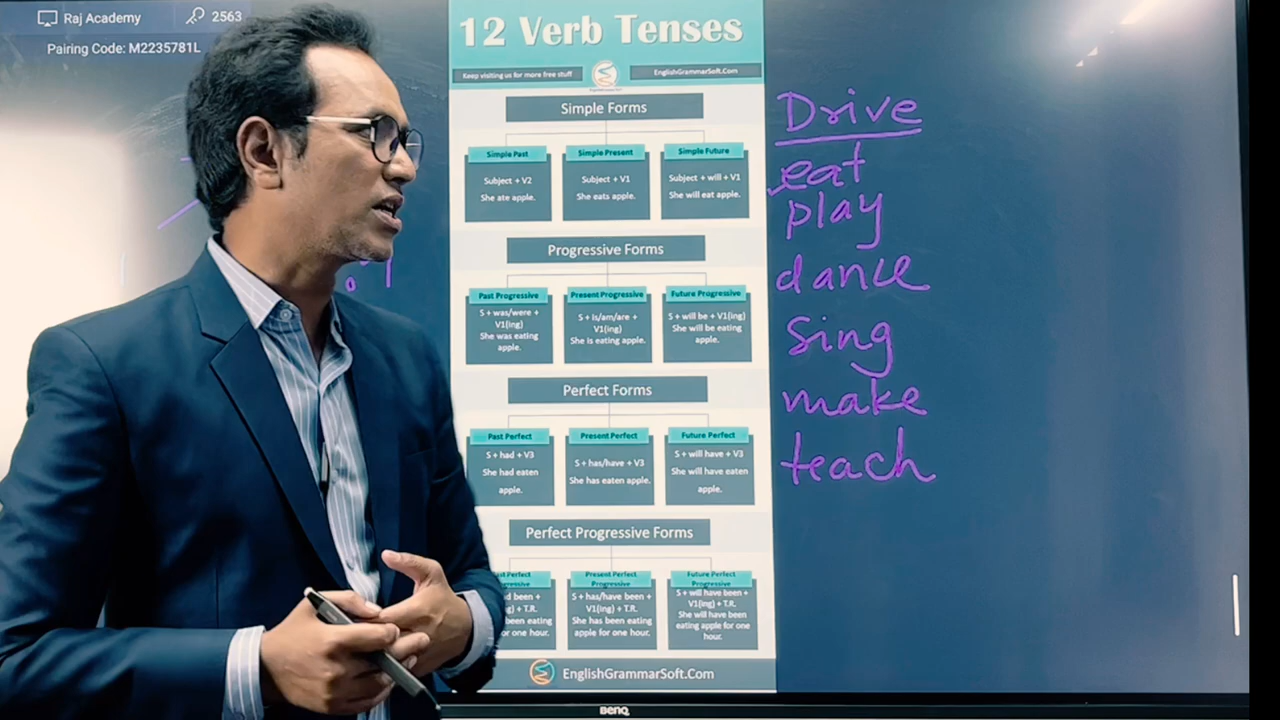 Raj Academy 2563
Pairing Code: M2235781L
12 Verb Tenses
Keep visiting us for more free stuff
EnglishGrammarSoft.Com
Simple Forms
Simple Past
Subject + V2
She ate apple.
Simple Present
Subject + V1
She eats apple.
Simple Future
Subject + will + V1
She will eat apple.
Progressive Forms
Past Progressive
S + was/were +
V1(ing)
She was eating
apple.
Present Progressive
S + is/am/are +
V1(ing)
She is eating apple.
Future Progressive
S + will be + V1(ing)
She will be eating
apple.
Perfect Forms
Past Perfect
S + had + V3
She had eaten
apple.
Present Perfect
S + has/have + V3
She has eaten apple.
Future Perfect
S + will have + V3
She will have eaten
apple.
Perfect Progressive Forms
Perfect
been +
+ T.R.
been eating
for one hour.
Present Perfect
Progressive
S + has/have been +
V1(ing) + T.R.
She has been eating
apple for one hour.
Future Perfect
Progressive
S + will have been +
V1(ing) + T.R.
She will have been
eating apple for one
hour.
EnglishGrammarSoft.Com
Drive
eat
play
dance
Sing
make
teach
BenQ